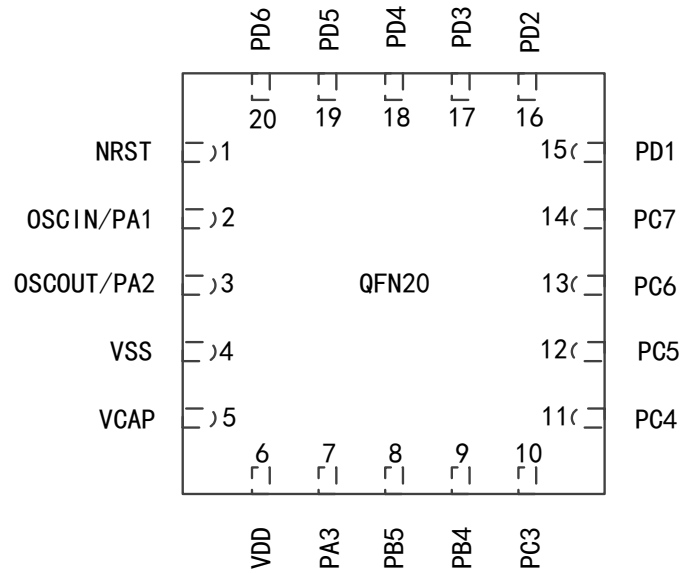 PD6 PD5 PD4 PD3 PD2
20 19 18 17 16
NRST 1 15 PD1
OSCIN/PA1 2 14 PC7
OSCOUT/PA2 3 QFN20 13 PC6
VSS 4 12 PC5
VCAP 5 11 PC4
6 7 8 9 10
VDD PA3 PB5 PB4 PC3